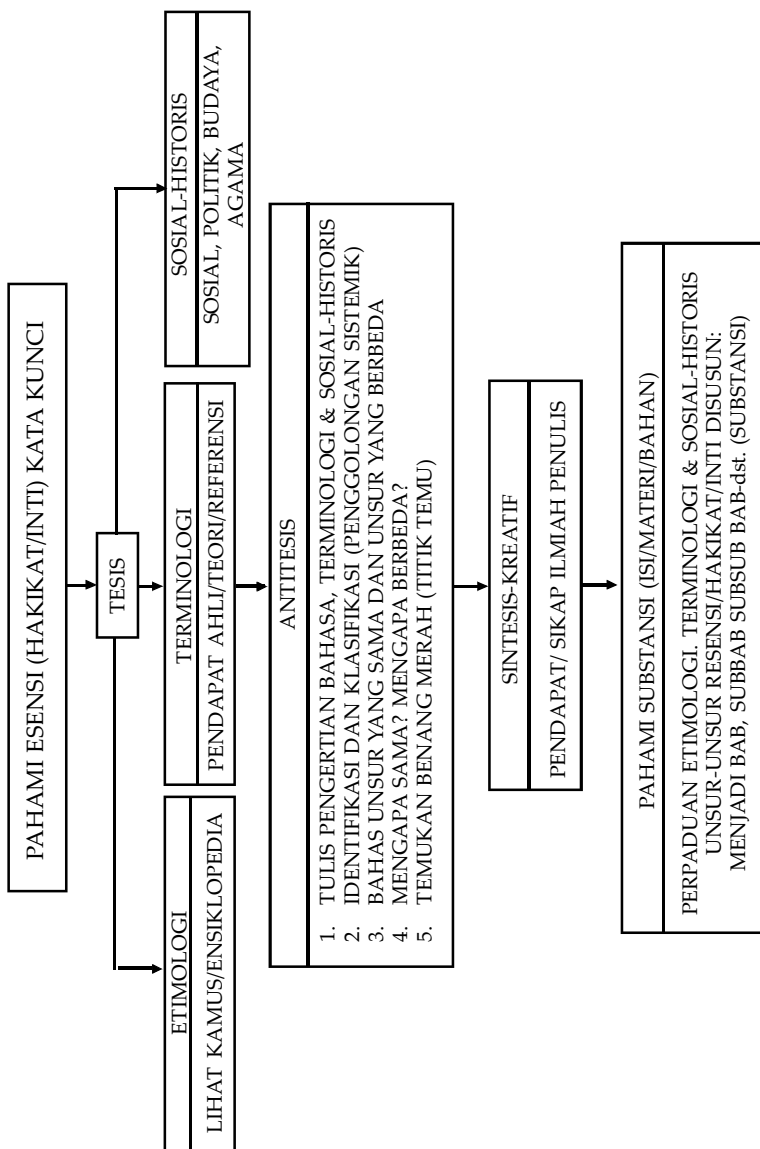 PAHAMI ESENSI (HAKIKAT/INTI) KATA KUNCI
TESIS
ETIMOLOGI
LIHAT KAMUS/ENSIKLOPEDIA
TERMINOLOGI
PENDAPAT AHLI/TEORI/REFERENSI
SOSIAL-HISTORIS
SOSIAL, POLITIK, BUDAYA,
AGAMA
ANTITESIS
1. TULIS PENGERTIAN BAHASA, TERMINOLOGI & SOSIAL-HISTORIS
2. IDENTIFIKASI DAN KLASIFIKASI (PENGGOLONGAN SISTEMIK)
3. BAHAS UNSUR YANG SAMA DAN UNSUR YANG BERBEDA
4. MENGAPA SAMA? MENGAPA BERBEDA?
5. TEMUKAN BENANG MERAH (TITIK TEMU)
SINTESIS-KREATIF
PENDAPAT/ SIKAP ILMIAH PENULIS
PAHAMI SUBSTANSI (ISI/MATERI/BAHAN)
PERPADUAN ETIMOLOGI. TERMINOLOGI & SOSIAL-HISTORIS
UNSUR-UNSUR RESENSI/HAKIKAT/INTI DISUSUN:
MENJADI BAB, SUBBAB SUBSUB BAB-dst. (SUBSTANSI)